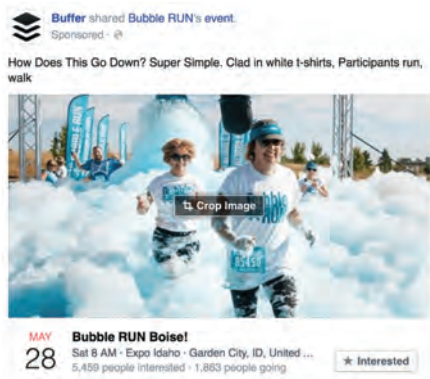 Buffer shared Bubble RUN's event.
Sponsored ·
How Does This Go Down? Super Simple. Clad in white t-shirts, Participants run,
walk
Crop Image
MAY
28
Bubble RUN Boise!
Sat 8 AM · Expo Idaho · Garden City, ID, United ...
5,459 people interested · 1,863 people going
★ Interested